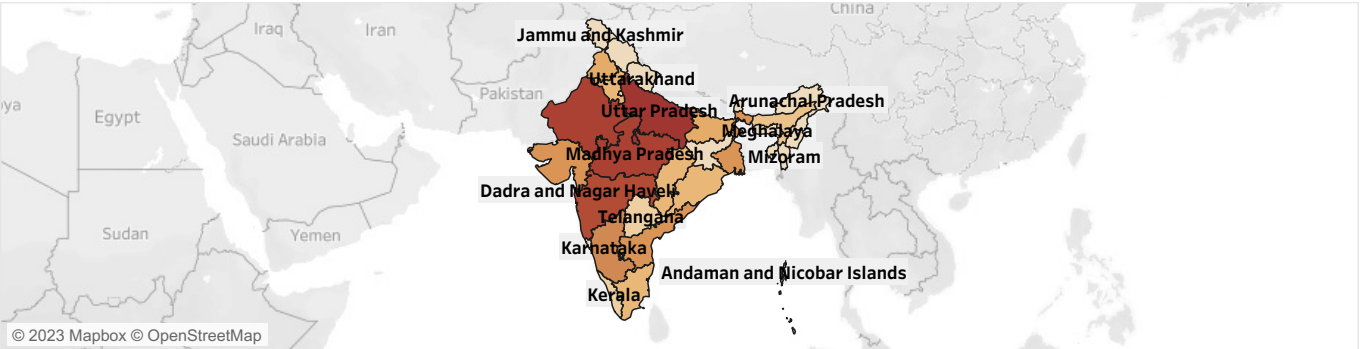 China
Iraq
Iran
Jammu and Kashmir
Uttarakhand
Pakistan
Arunachal Pradesh
ya
Egypt
Uttar Pradesh
Meghalaya
Saudi Arabia
Madhya Pradesh
Mizoram
Dadra and Nagar Haveli
Telangana
Sudan
Yemen
Karnataka
Andaman and Nicobar Islands
Kerala
© 2023 Mapbox © OpenStreetMap